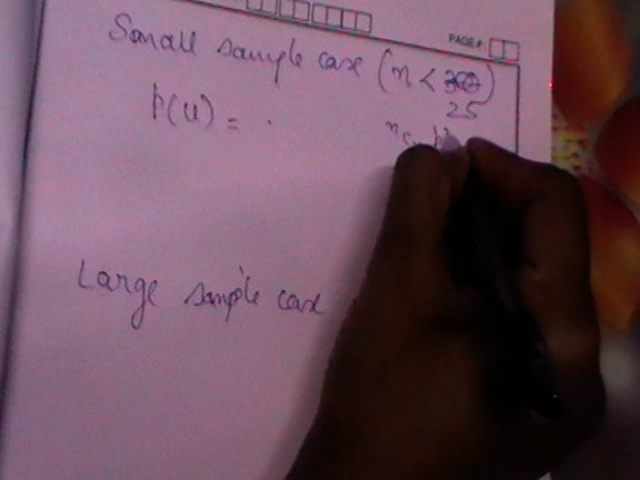 PAGE#:
Small sample case (n < 30)
25
P(u) = .
Large sample case